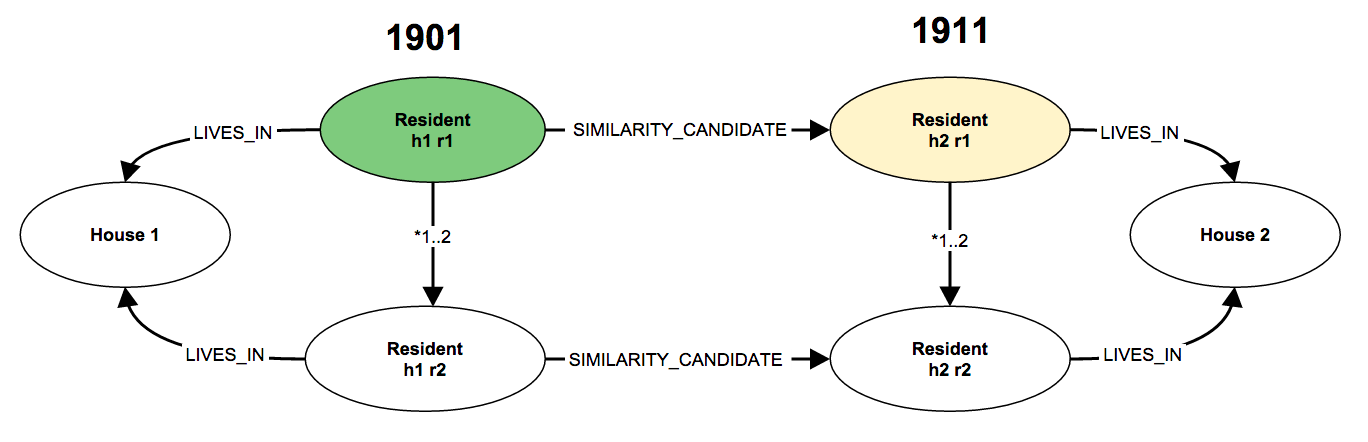 1901
1911
LIVES_IN
Resident
h1 r1
SIMILARITY_CANDIDATE
Resident
h2 r1
LIVES_IN
House 1
*1..2
*1..2
House 2
LIVES_IN
Resident
h1 r2
SIMILARITY_CANDIDATE
Resident
h2 r2
LIVES_IN